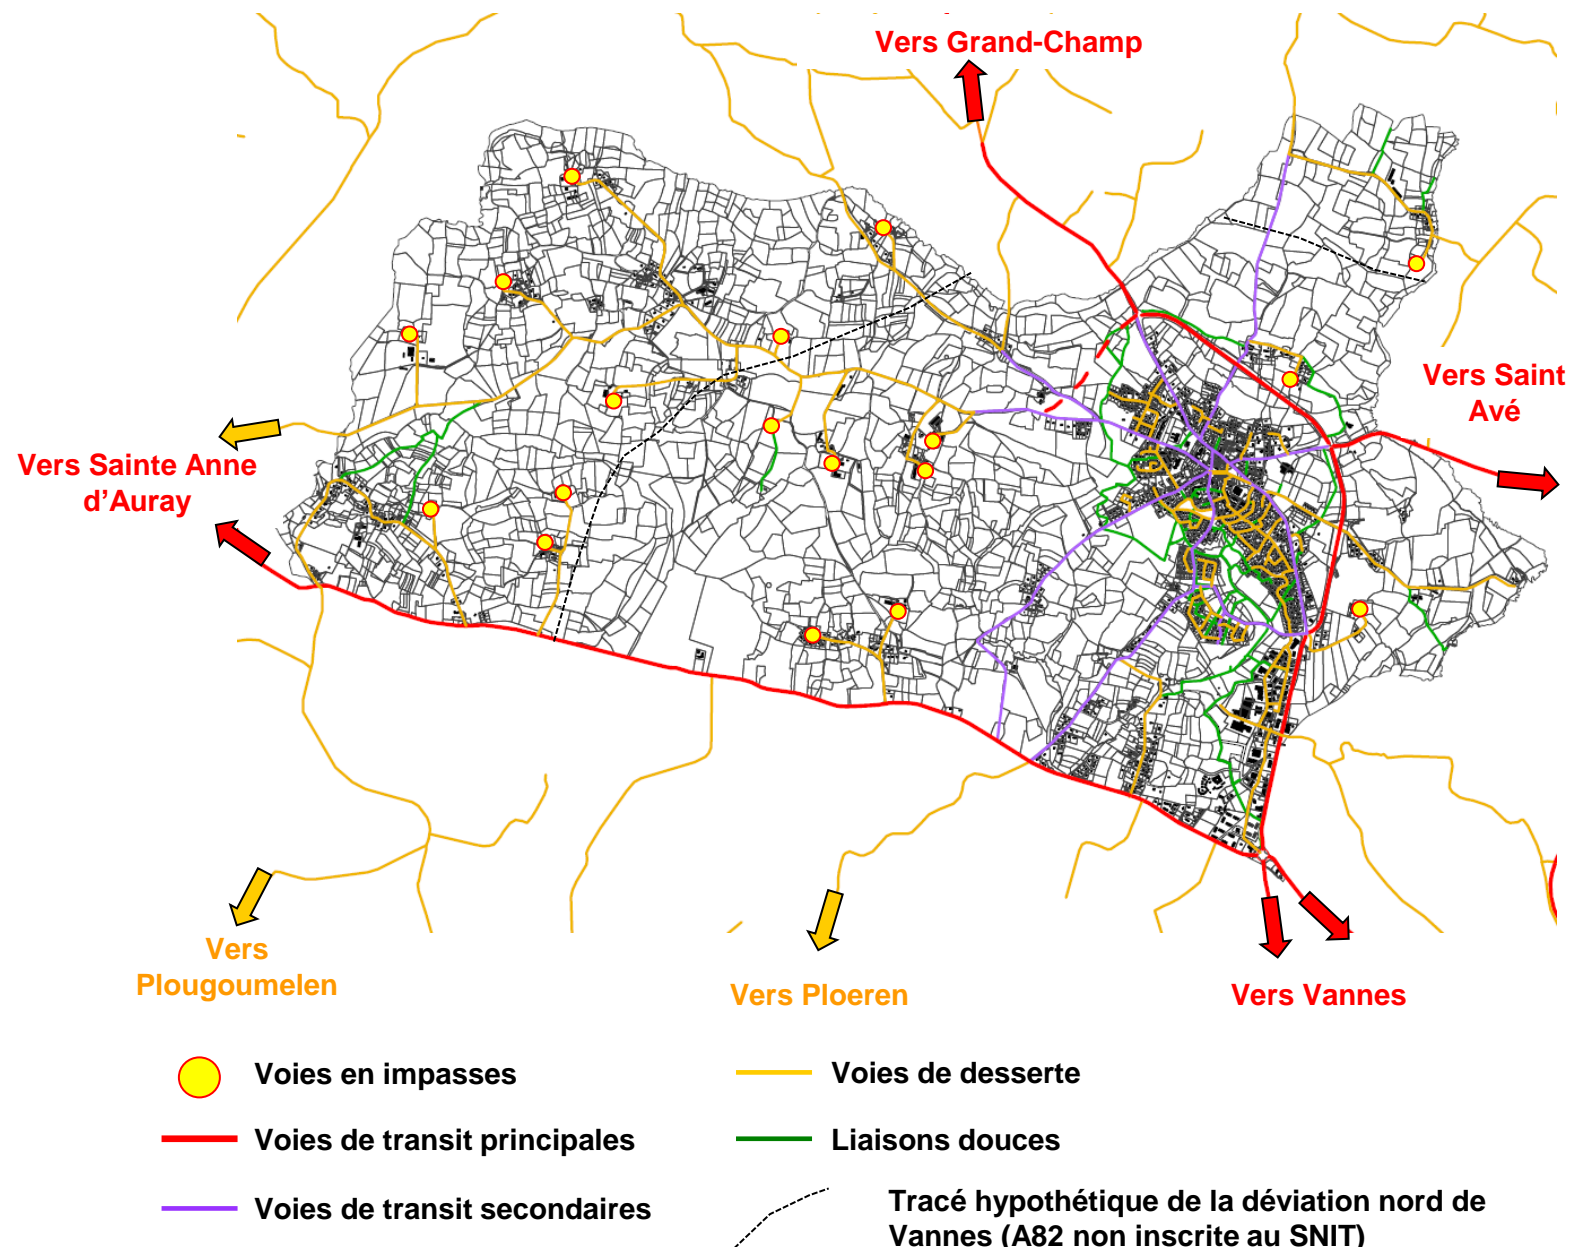 Vers Grand-Champ
Vers Saint
Avé
Vers Sainte Anne
d'Auray
Vers
Plougoumelen
Vers Ploeren
Vers Vannes
Voies en impasses
Voies de desserte
Voies de transit principales
Liaisons douces
Voies de transit secondaires
Tracé hypothétique de la déviation nord de
Vannes (A82 non inscrite au SNIT)